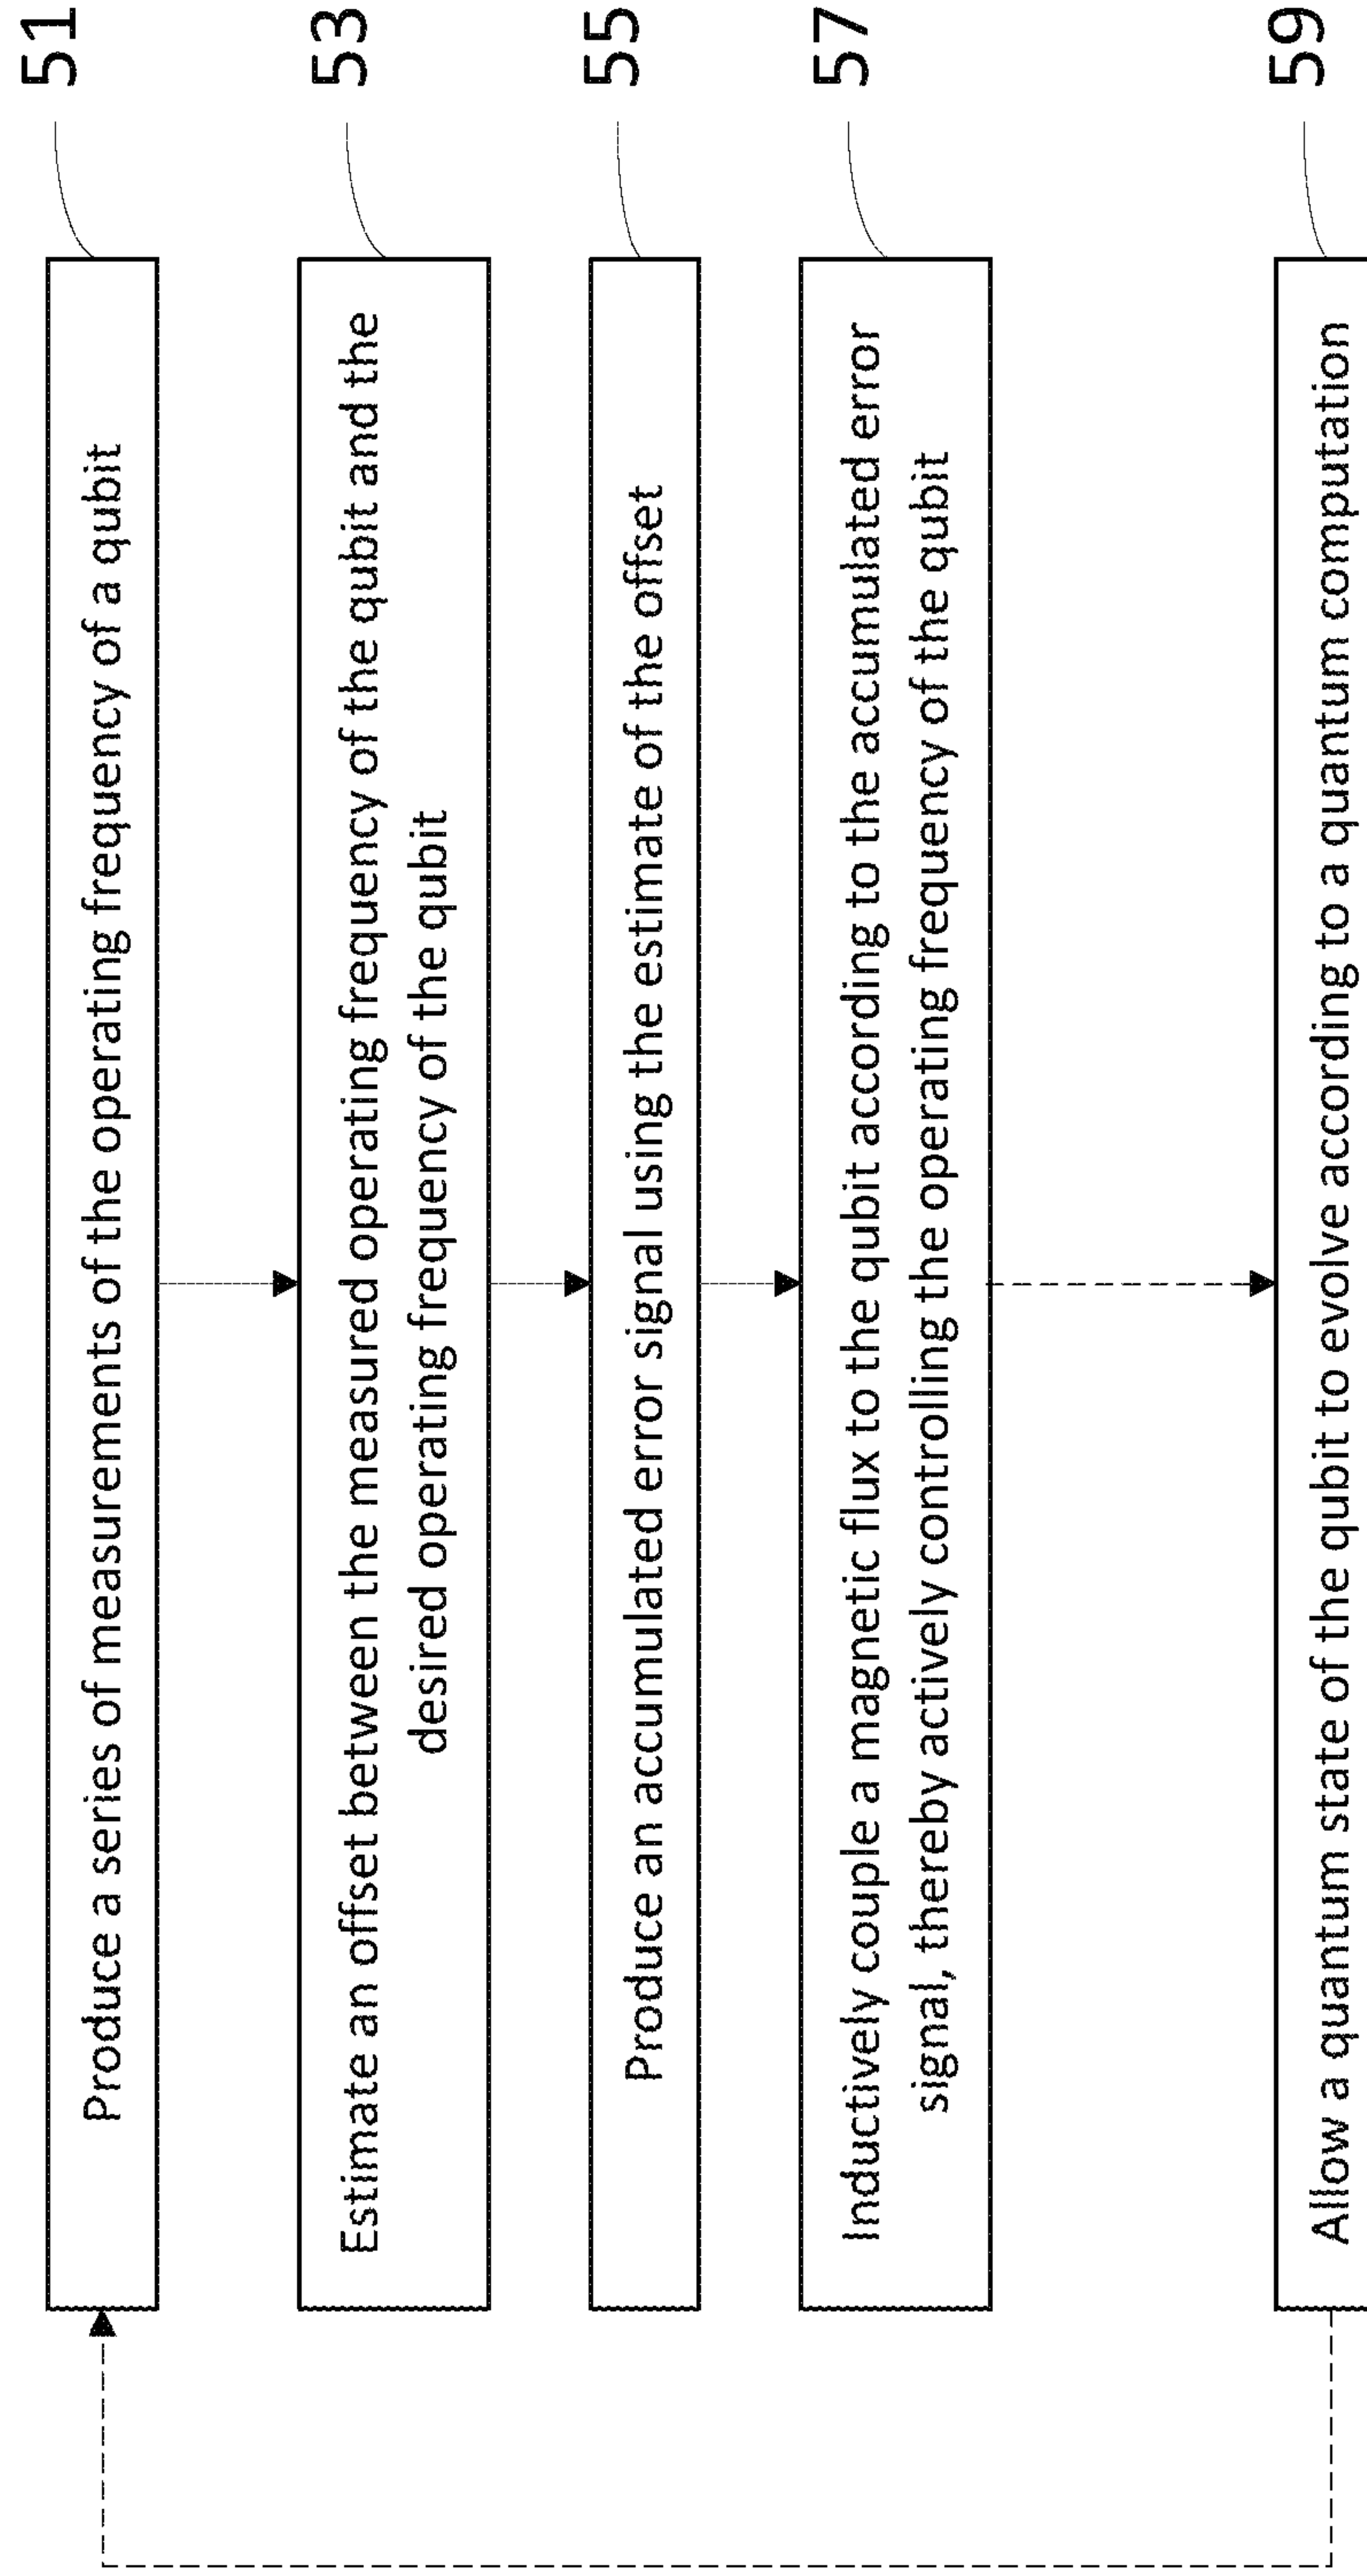 Produce a series of measurements of the operating frequency of a qubit
51
Estimate an offset between the measured operating frequency of the qubit and the
desired operating frequency of the qubit
53
Produce an accumulated error signal using the estimate of the offset
55
Inductively couple a magnetic flux to the qubit according to the accumulated error
signal, thereby actively controlling the operating frequency of the qubit
57
Allow a quantum state of the qubit to evolve according to a quantum computation
59